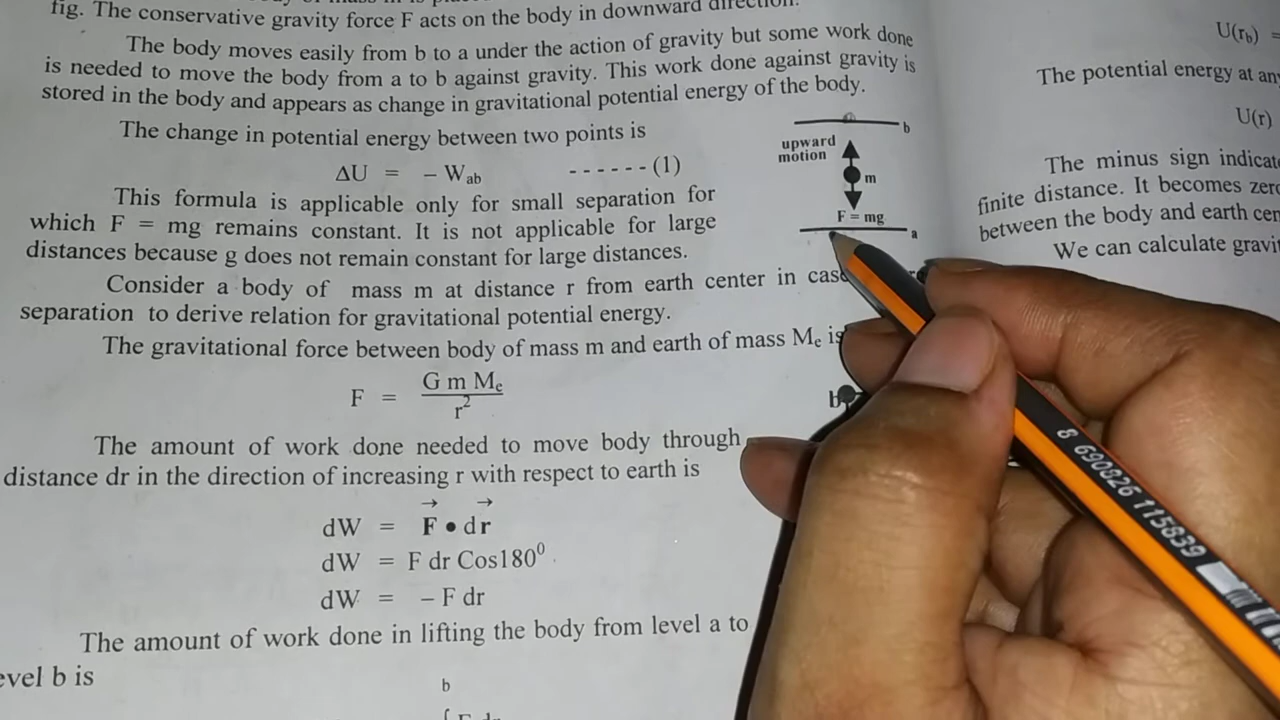 fig. The conservative gravity force F acts on the body in downward direction.
The body moves easily from b to a under the action of gravity but some work done
is needed to move the body from a to b against gravity. This work done against gravity is
stored in the body and appears as change in gravitational potential energy of the body.
The change in potential energy between two points is
ΔU = – W_ab - - - - - - (1)
This formula is applicable only for small separation for
which F = mg remains constant. It is not applicable for large
distances because g does not remain constant for large distances.
b
upward
motion
m
F = mg
a
Consider a body of mass m at distance r from earth center in case
separation to derive relation for gravitational potential energy.
The gravitational force between body of mass m and earth of mass M_e is
F = G m M_e / r²
b
The amount of work done needed to move body through
distance dr in the direction of increasing r with respect to earth is
dW = F⃗ • dr⃗
dW = F dr Cos180⁰
dW = – F dr
The amount of work done in lifting the body from level a to
evel b is
b
U(r_b) =
The potential energy at any
U(r)
The minus sign indicat
finite distance. It becomes zero
between the body and earth cen
We can calculate gravit
8 690826 115839